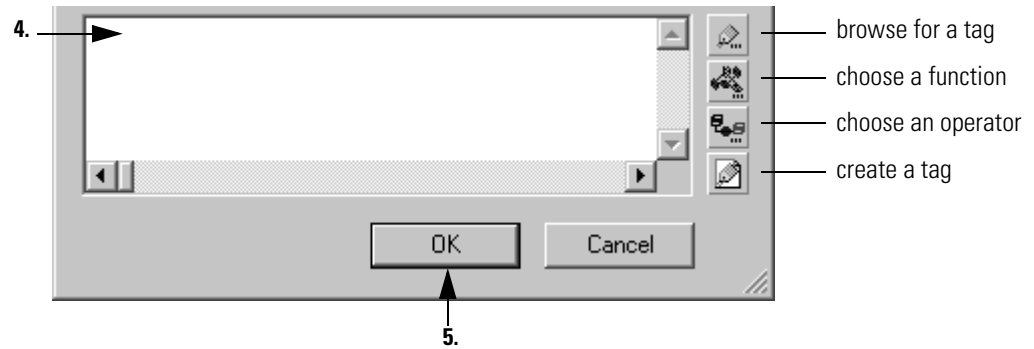 4.
browse for a tag
choose a function
choose an operator
create a tag
OK Cancel
5.